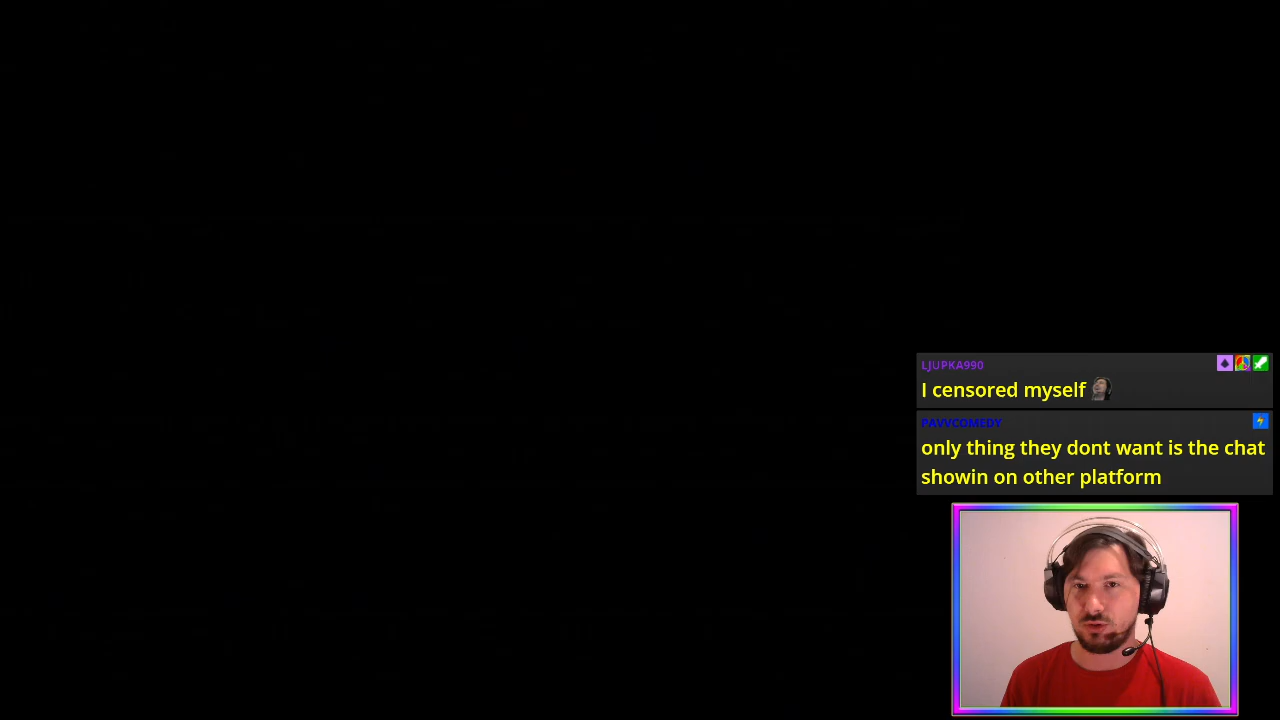 LJUPKA990
I censored myself
PAVVCOMEDY
only thing they dont want is the chat
showin on other platform